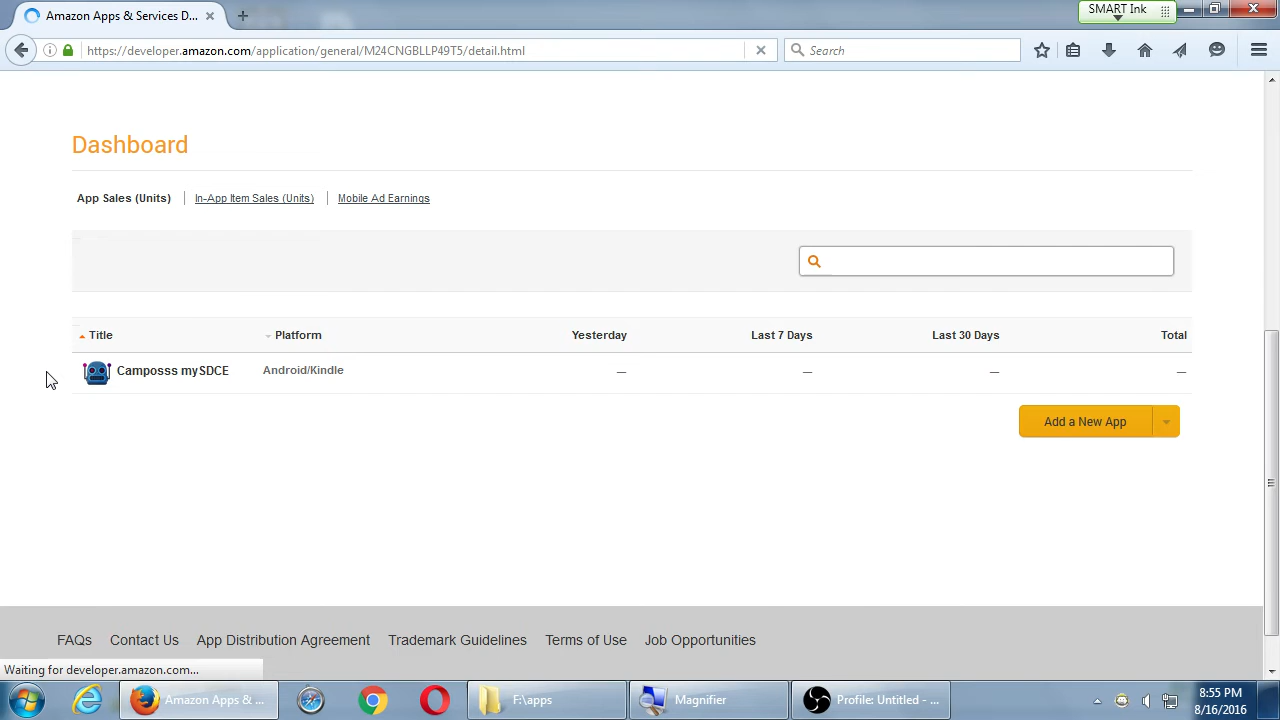 Amazon Apps & Services D...
SMART Ink
https://developer.amazon.com/application/general/M24CNGBLLP49T5/detail.html
Search
Dashboard
App Sales (Units)
In-App Item Sales (Units)
Mobile Ad Earnings
Title
Platform
Yesterday
Last 7 Days
Last 30 Days
Total
Camposss mySDCE
Android/Kindle
—
—
—
—
Add a New App
FAQs
Contact Us
App Distribution Agreement
Trademark Guidelines
Terms of Use
Job Opportunities
Waiting for developer.amazon.com...
Amazon Apps & ...
F:\apps
Magnifier
Profile: Untitled - ...
8:55 PM
8/16/2016